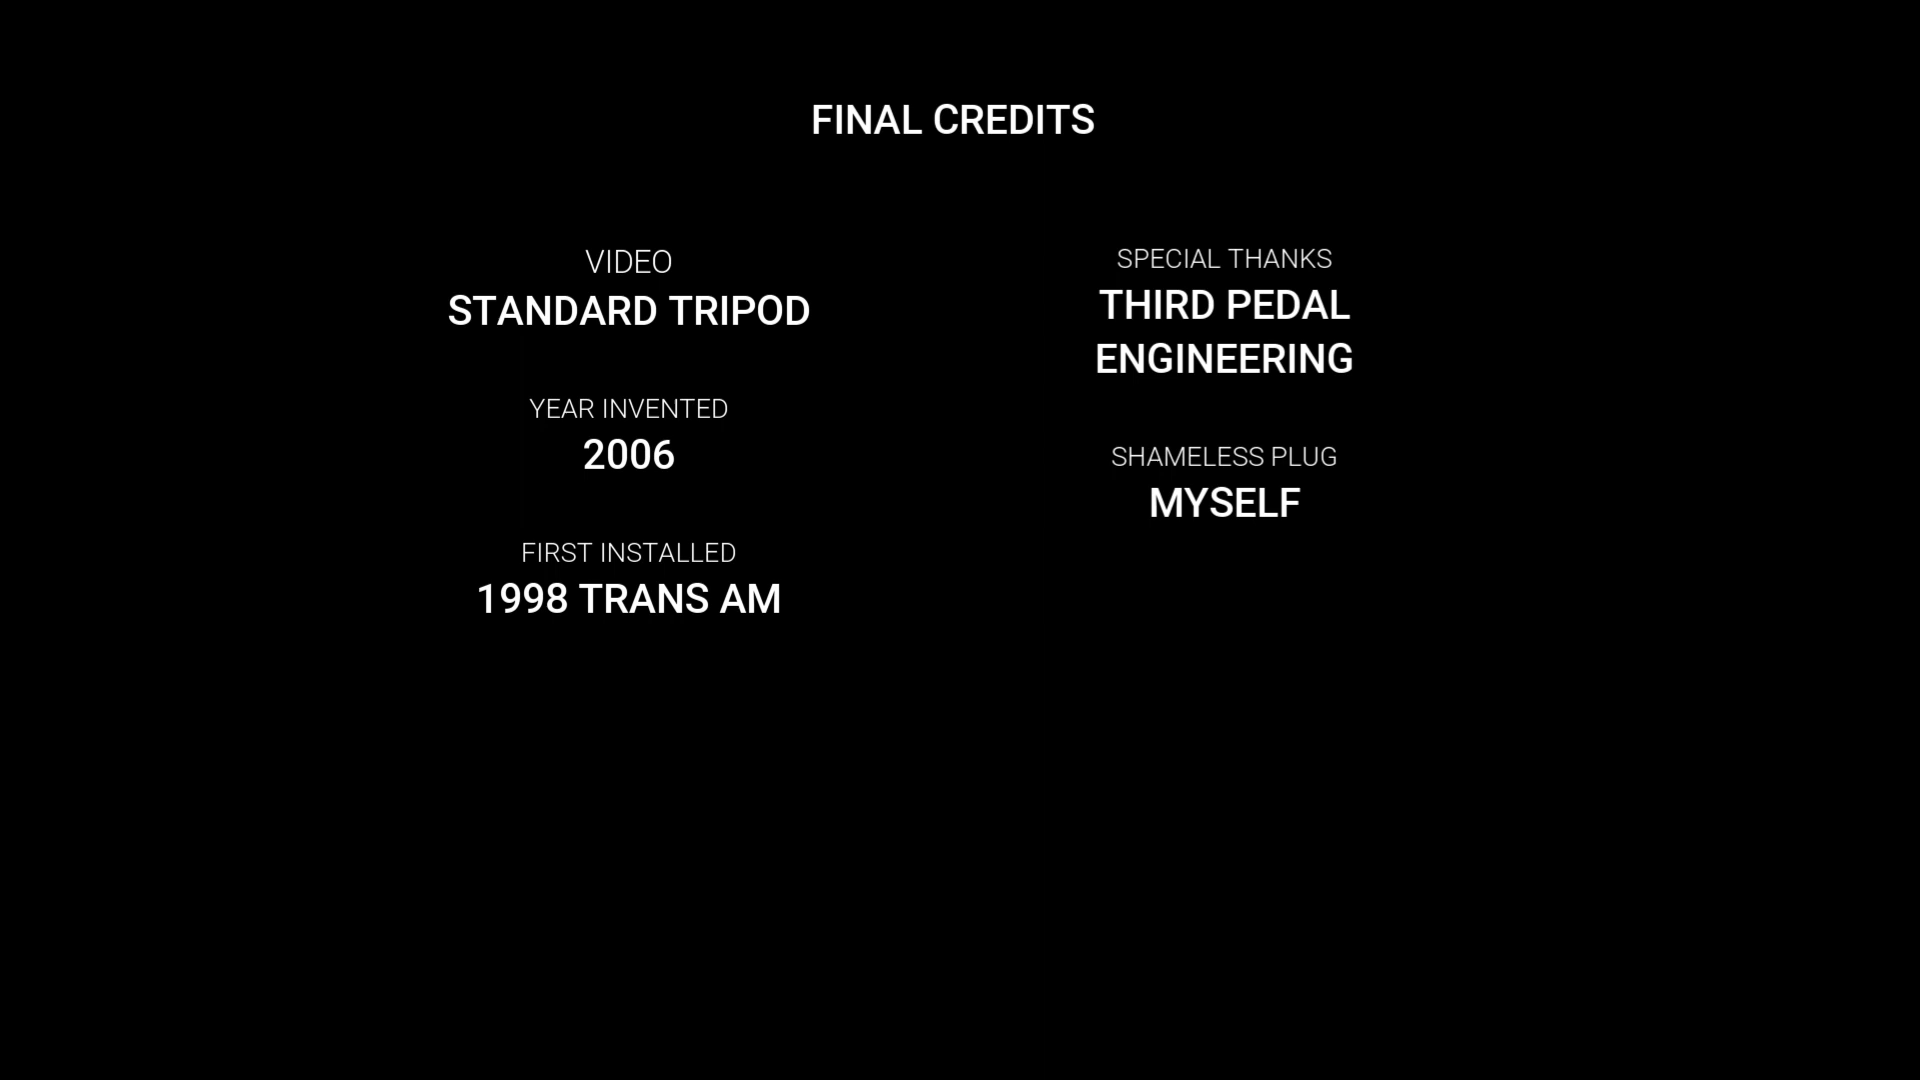 FINAL CREDITS
VIDEO
STANDARD TRIPOD
YEAR INVENTED
2006
FIRST INSTALLED
1998 TRANS AM
SPECIAL THANKS
THIRD PEDAL
ENGINEERING
SHAMELESS PLUG
MYSELF